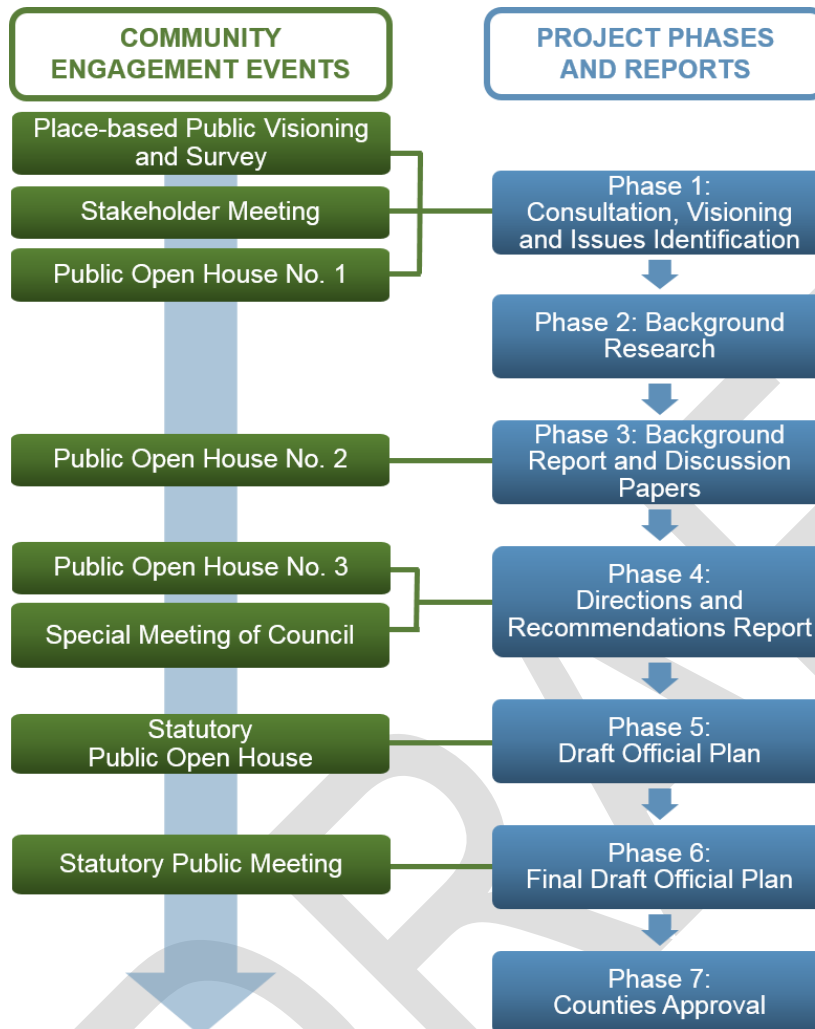 COMMUNITY
ENGAGEMENT EVENTS
Place-based Public Visioning
and Survey
Stakeholder Meeting
Public Open House No. 1
Public Open House No. 2
Public Open House No. 3
Special Meeting of Council
Statutory
Public Open House
Statutory Public Meeting
PROJECT PHASES
AND REPORTS
Phase 1:
Consultation, Visioning
and Issues Identification
Phase 2: Background
Research
Phase 3: Background
Report and Discussion
Papers
Phase 4:
Directions and
Recommendations Report
Phase 5:
Draft Official Plan
Phase 6:
Final Draft Official Plan
Phase 7:
Counties Approval